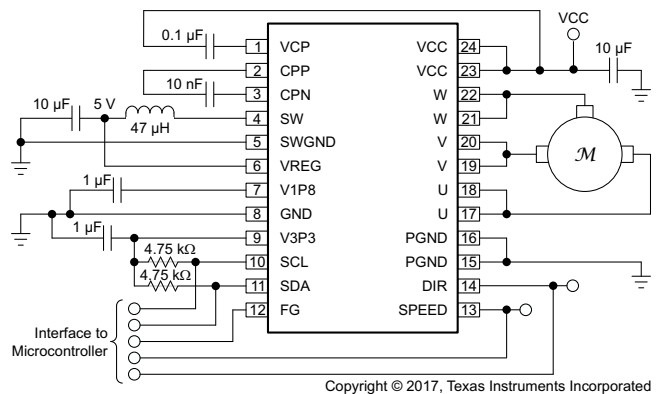 VCC
0.1 µF
10 µF
1 VCP VCC 24
2 CPP VCC 23
10 nF
3 CPN W 22
10 µF 5 V
47 µH
4 SW W 21
5 SWGND V 20
6 VREG V 19
M
1 µF
7 V1P8 U 18
8 GND U 17
1 µF
9 V3P3 PGND 16
4.75 kΩ
10 SCL PGND 15
4.75 kΩ
11 SDA DIR 14
12 FG SPEED 13
Interface to
Microcontroller
Copyright © 2017, Texas Instruments Incorporated